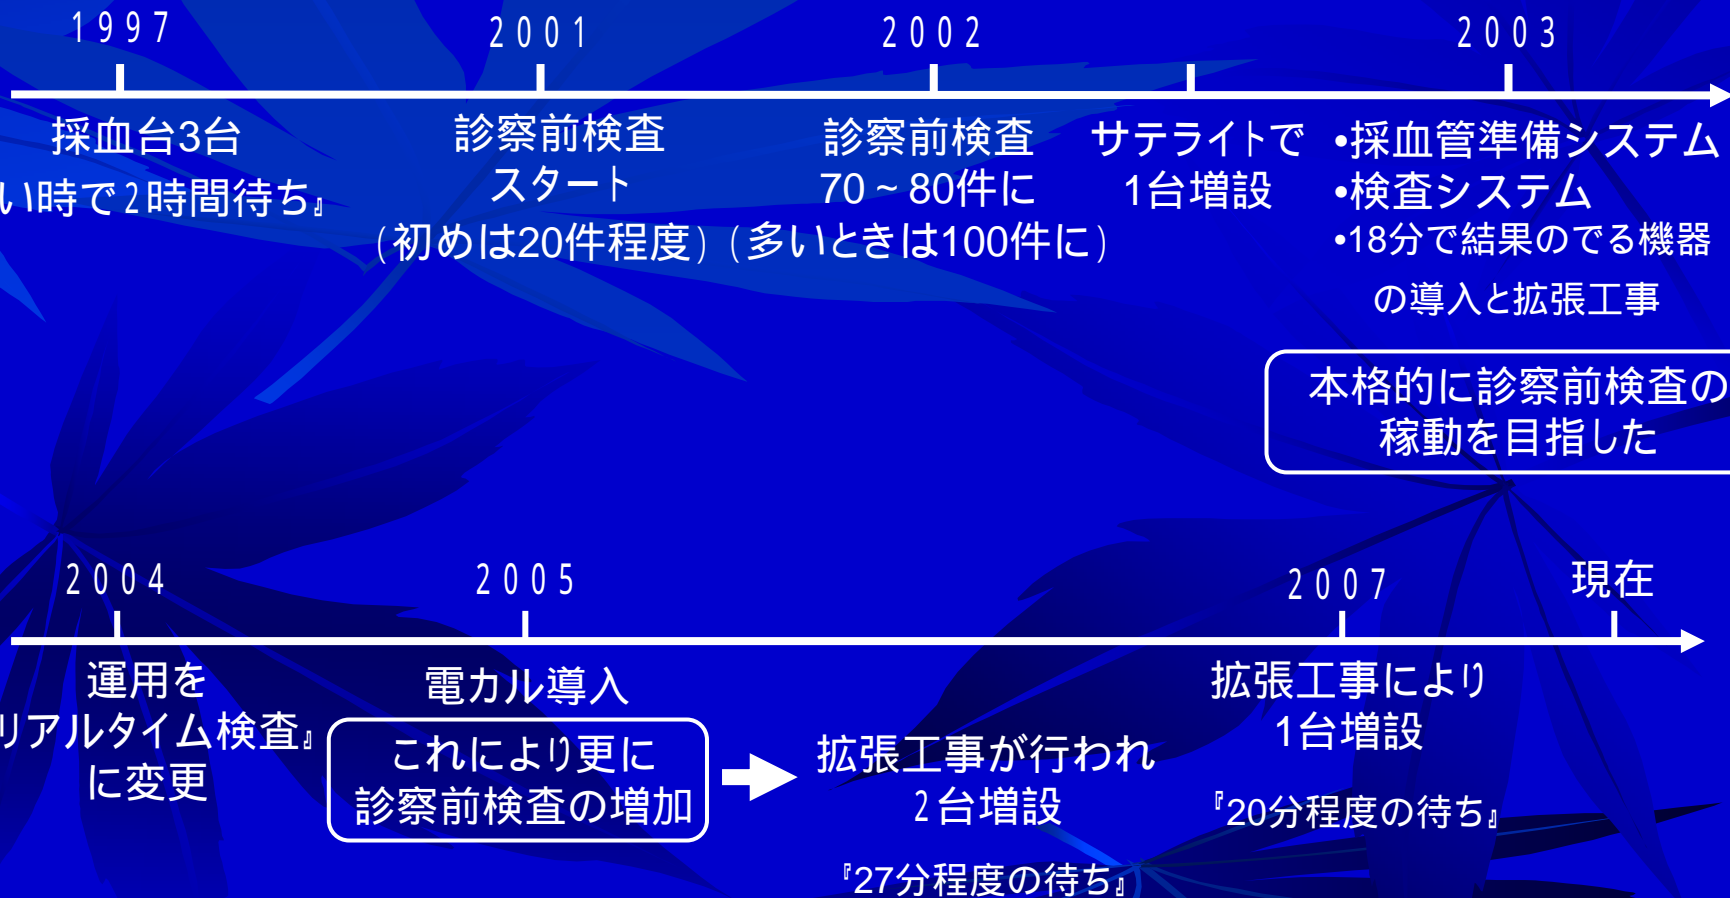 1997
採血台3台
い時で2時間待ち』
2001
診察前検査
スタート
(初めは20件程度)
2002
診察前検査
70~80件に
(多いときは100件に)
サテライトで
1台増設
2003
•採血管準備システム
•検査システム
•18分で結果のでる機器
の導入と拡張工事
本格的に診察前検査の
稼動を目指した
2004
運用を
リアルタイム検査』
に変更
2005
電カル導入
これにより更に
診察前検査の増加
拡張工事が行われ
2台増設
『27分程度の待ち』
2007
拡張工事により
1台増設
『20分程度の待ち』
現在